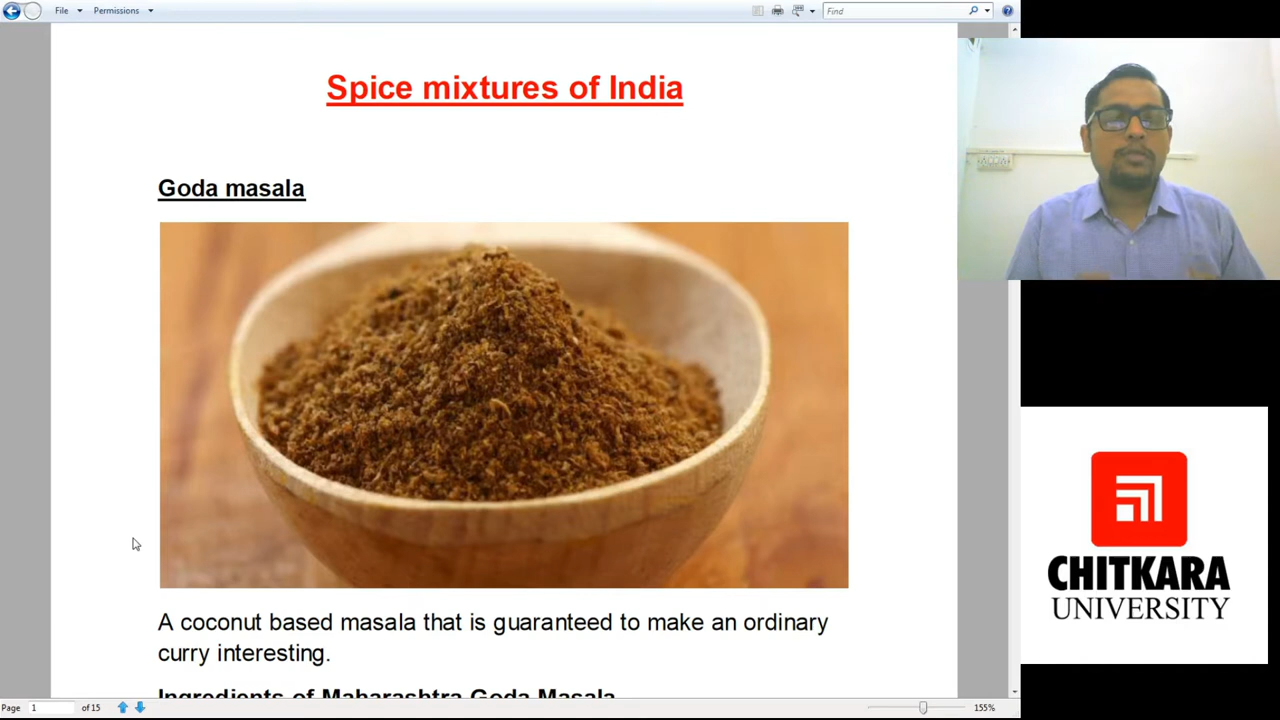 File
Permissions
Find
Spice mixtures of India
Goda masala
A coconut based masala that is guaranteed to make an ordinary
curry interesting.
Ingredients of Maharashtra Goda Masala
CHITKARA
UNIVERSITY
Page 1 of 15
155%